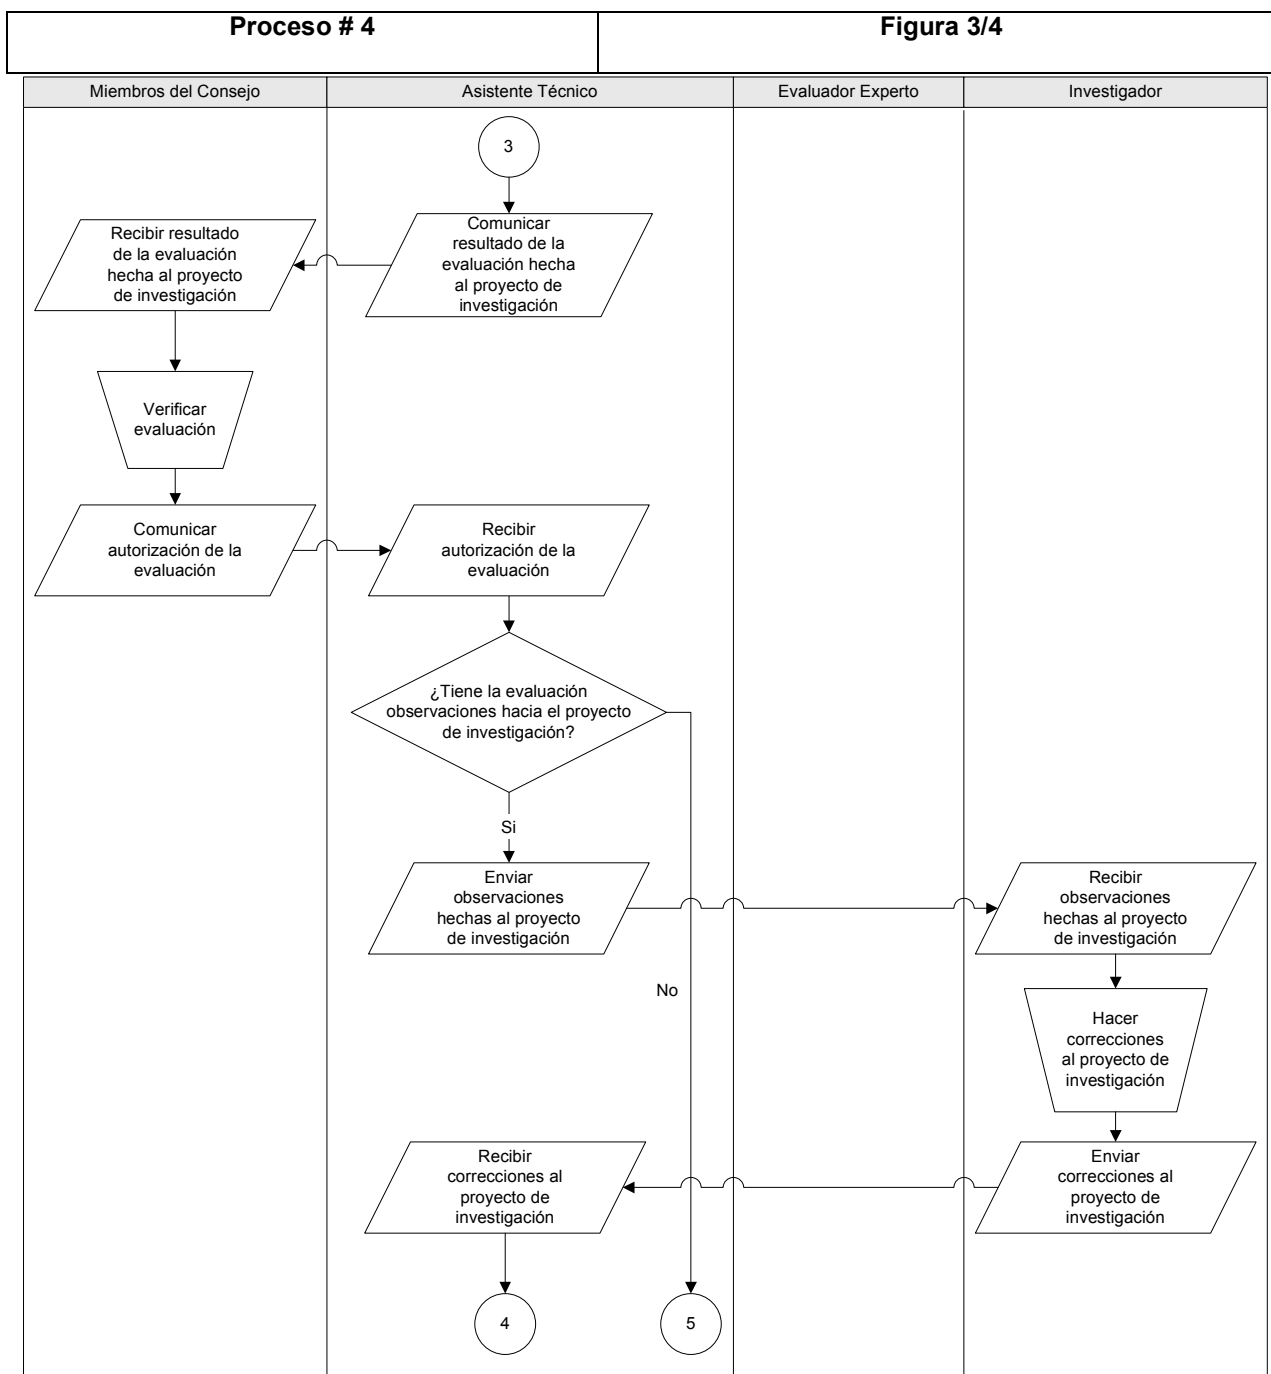 Proceso # 4
Figura 3/4
Miembros del Consejo
Asistente Técnico
Evaluador Experto
Investigador
3
Comunicar
resultado de la
evaluación hecha
al proyecto de
investigación
Recibir resultado
de la evaluación
hecha al proyecto
de investigación
Verificar
evaluación
Comunicar
autorización de la
evaluación
Recibir
autorización de la
evaluación
¿Tiene la evaluación
observaciones hacia el proyecto
de investigación?
Si
Enviar
observaciones
hechas al proyecto
de investigación
Recibir
observaciones
hechas al proyecto
de investigación
No
Hacer
correcciones
al proyecto de
investigación
Enviar
correcciones al
proyecto de
investigación
Recibir
correcciones al
proyecto de
investigación
4
5